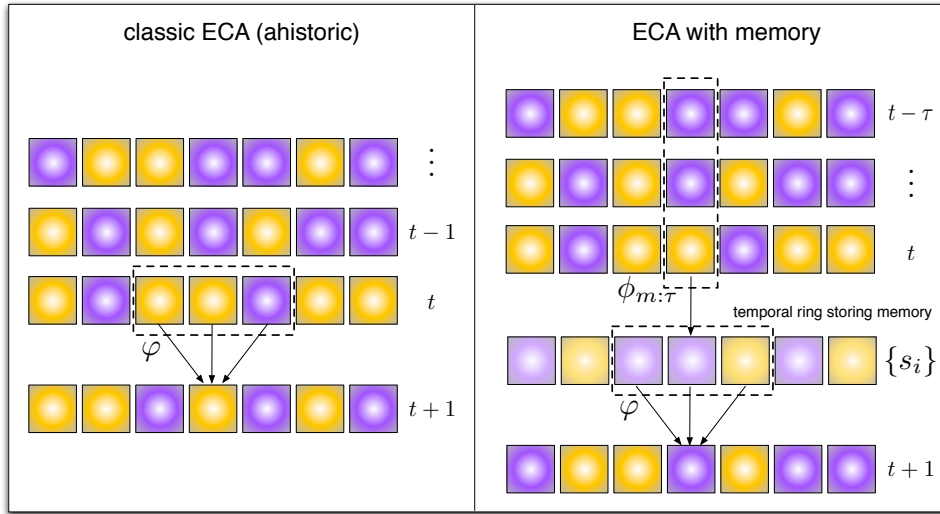 classic ECA (ahistoric)
⋮
t − 1
t
φ
t + 1
ECA with memory
t − τ
⋮
t
ϕ_{m:τ}
temporal ring storing memory
{s_i}
φ
t + 1